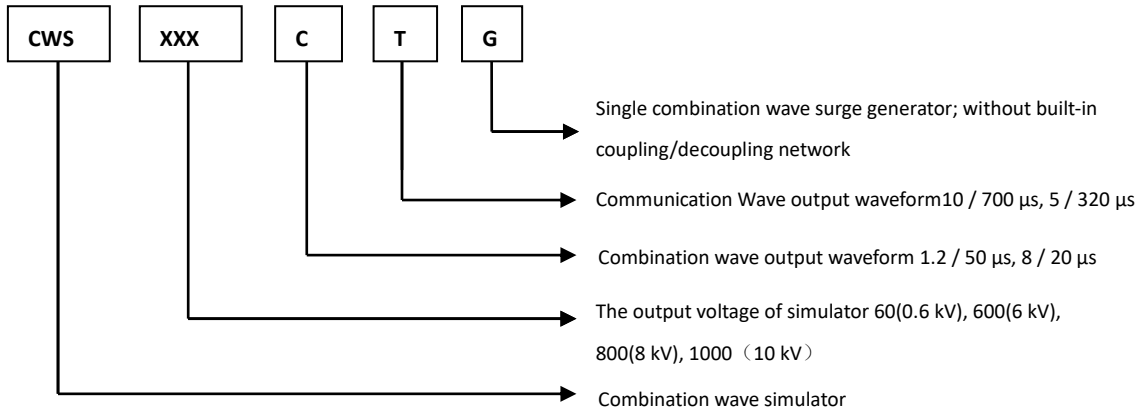 CWS XXX C T G
Single combination wave surge generator; without built-in
coupling/decoupling network
Communication Wave output waveform10 / 700 µs, 5 / 320 µs
Combination wave output waveform 1.2 / 50 µs, 8 / 20 µs
The output voltage of simulator 60(0.6 kV), 600(6 kV),
800(8 kV), 1000（10 kV）
Combination wave simulator